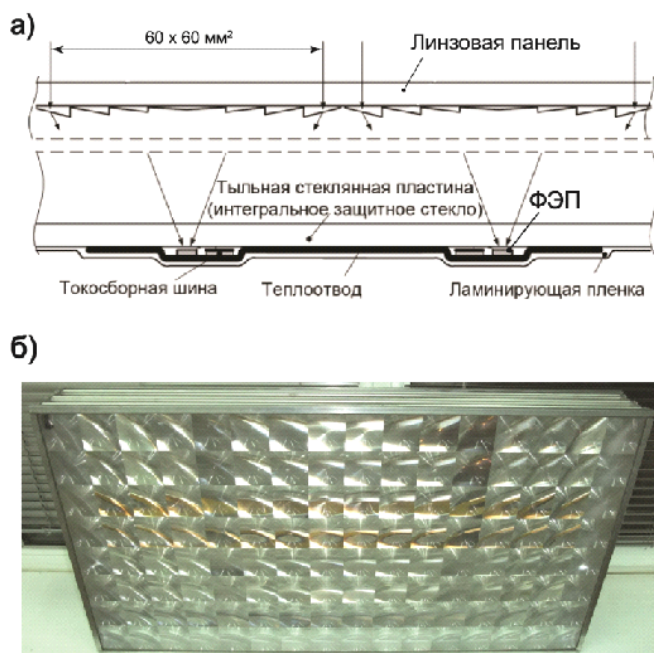 а)
60 x 60 мм²
Линзовая панель
Тыльная стеклянная пластина
(интегральное защитное стекло)
ФЭП
Токосборная шина
Теплоотвод
Ламинирующая пленка
б)